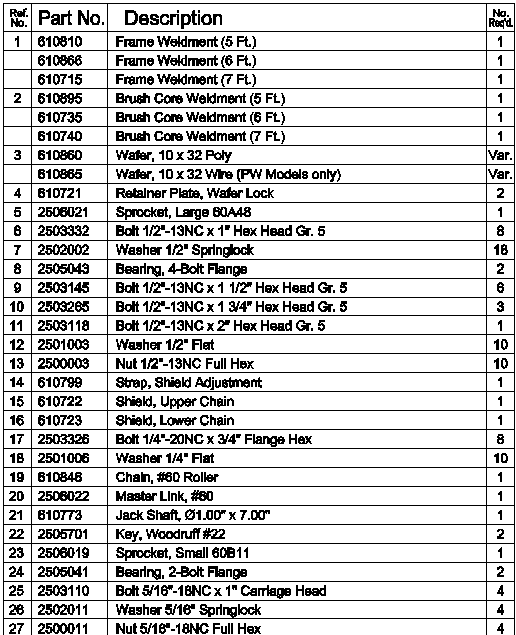 Ref. No. Part No. Description No. Req'd.
1 610810 Frame Weldment (5 Ft.) 1
610866 Frame Weldment (6 Ft.) 1
610715 Frame Weldment (7 Ft.) 1
2 610695 Brush Core Weldment (5 Ft.) 1
610735 Brush Core Weldment (6 Ft.) 1
610740 Brush Core Weldment (7 Ft.) 1
3 610860 Wafer, 10 x 32 Poly Var.
610865 Wafer, 10 x 32 Wire (PW Models only) Var.
4 610721 Retainer Plate, Wafer Lock 2
5 2506021 Sprocket, Large 60A48 1
6 2503332 Bolt 1/2"-13NC x 1" Hex Head Gr. 5 8
7 2502002 Washer 1/2" Springlock 18
8 2505043 Bearing, 4-Bolt Flange 2
9 2503145 Bolt 1/2"-13NC x 1 1/2" Hex Head Gr. 5 6
10 2503265 Bolt 1/2"-13NC x 1 3/4" Hex Head Gr. 5 3
11 2503118 Bolt 1/2"-13NC x 2" Hex Head Gr. 5 1
12 2501003 Washer 1/2" Flat 10
13 2500003 Nut 1/2"-13NC Full Hex 10
14 610799 Strap, Shield Adjustment 1
15 610722 Shield, Upper Chain 1
16 610723 Shield, Lower Chain 1
17 2503326 Bolt 1/4"-20NC x 3/4" Flange Hex 8
18 2501006 Washer 1/4" Flat 10
19 610846 Chain, #60 Roller 1
20 2506022 Master Link, #60 1
21 610773 Jack Shaft, Ø1.00" x 7.00" 1
22 2505701 Key, Woodruff #22 2
23 2506019 Sprocket, Small 60B11 1
24 2505041 Bearing, 2-Bolt Flange 2
25 2503110 Bolt 5/16"-18NC x 1" Carriage Head 4
26 2502011 Washer 5/16" Springlock 4
27 2500011 Nut 5/16"-18NC Full Hex 4